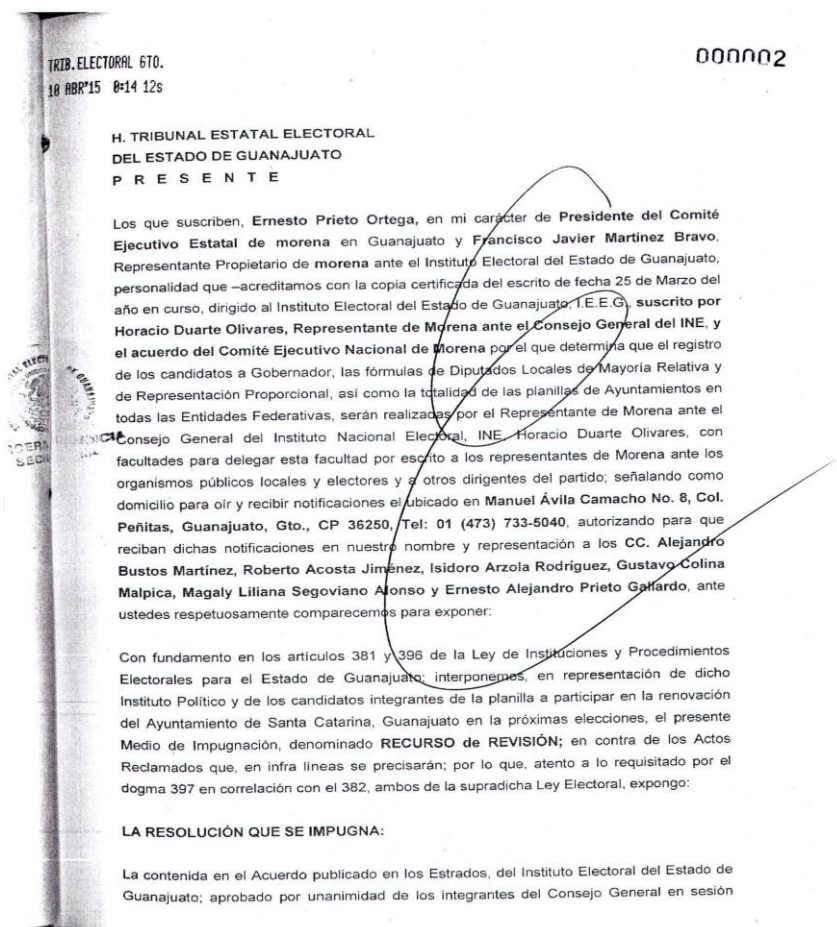 TRIB. ELECTORAL GTO.
10 ABR'15 0:14 12s
000002
H. TRIBUNAL ESTATAL ELECTORAL
DEL ESTADO DE GUANAJUATO
P R E S E N T E
Los que suscriben, Ernesto Prieto Ortega, en mi carácter de Presidente del Comité
Ejecutivo Estatal de morena en Guanajuato y Francisco Javier Martínez Bravo,
Representante Propietario de morena ante el Instituto Electoral del Estado de Guanajuato,
personalidad que –acreditamos con la copia certificada del escrito de fecha 25 de Marzo del
año en curso, dirigido al Instituto Electoral del Estado de Guanajuato, I.E.E.G., suscrito por
Horacio Duarte Olivares, Representante de Morena ante el Consejo General del INE, y
el acuerdo del Comité Ejecutivo Nacional de Morena por el que determina que el registro
de los candidatos a Gobernador, las fórmulas de Diputados Locales de Mayoría Relativa y
de Representación Proporcional, así como la totalidad de las planillas de Ayuntamientos en
todas las Entidades Federativas, serán realizadas por el Representante de Morena ante el
Consejo General del Instituto Nacional Electoral, INE, Horacio Duarte Olivares, con
facultades para delegar esta facultad por escrito a los representantes de Morena ante los
organismos públicos locales y electores y a otros dirigentes del partido; señalando como
domicilio para oír y recibir notificaciones el ubicado en Manuel Ávila Camacho No. 8, Col.
Peñitas, Guanajuato, Gto., CP 36250, Tel: 01 (473) 733-5040, autorizando para que
reciban dichas notificaciones en nuestro nombre y representación a los CC. Alejandro
Bustos Martínez, Roberto Acosta Jiménez, Isidoro Arzola Rodríguez, Gustavo Colina
Malpica, Magaly Liliana Segoviano Alonso y Ernesto Alejandro Prieto Gallardo, ante
ustedes respetuosamente comparecemos para exponer:
Con fundamento en los artículos 381 y 396 de la Ley de Instituciones y Procedimientos
Electorales para el Estado de Guanajuato; interponemos, en representación de dicho
Instituto Político y de los candidatos integrantes de la planilla a participar en la renovación
del Ayuntamiento de Santa Catarina, Guanajuato en la próximas elecciones, el presente
Medio de Impugnación, denominado RECURSO de REVISIÓN; en contra de los Actos
Reclamados que, en infra líneas se precisarán; por lo que, atento a lo requisitado por el
dogma 397 en correlación con el 382, ambos de la supradicha Ley Electoral, expongo:
LA RESOLUCIÓN QUE SE IMPUGNA:
La contenida en el Acuerdo publicado en los Estrados, del Instituto Electoral del Estado de
Guanajuato; aprobado por unanimidad de los integrantes del Consejo General en sesión